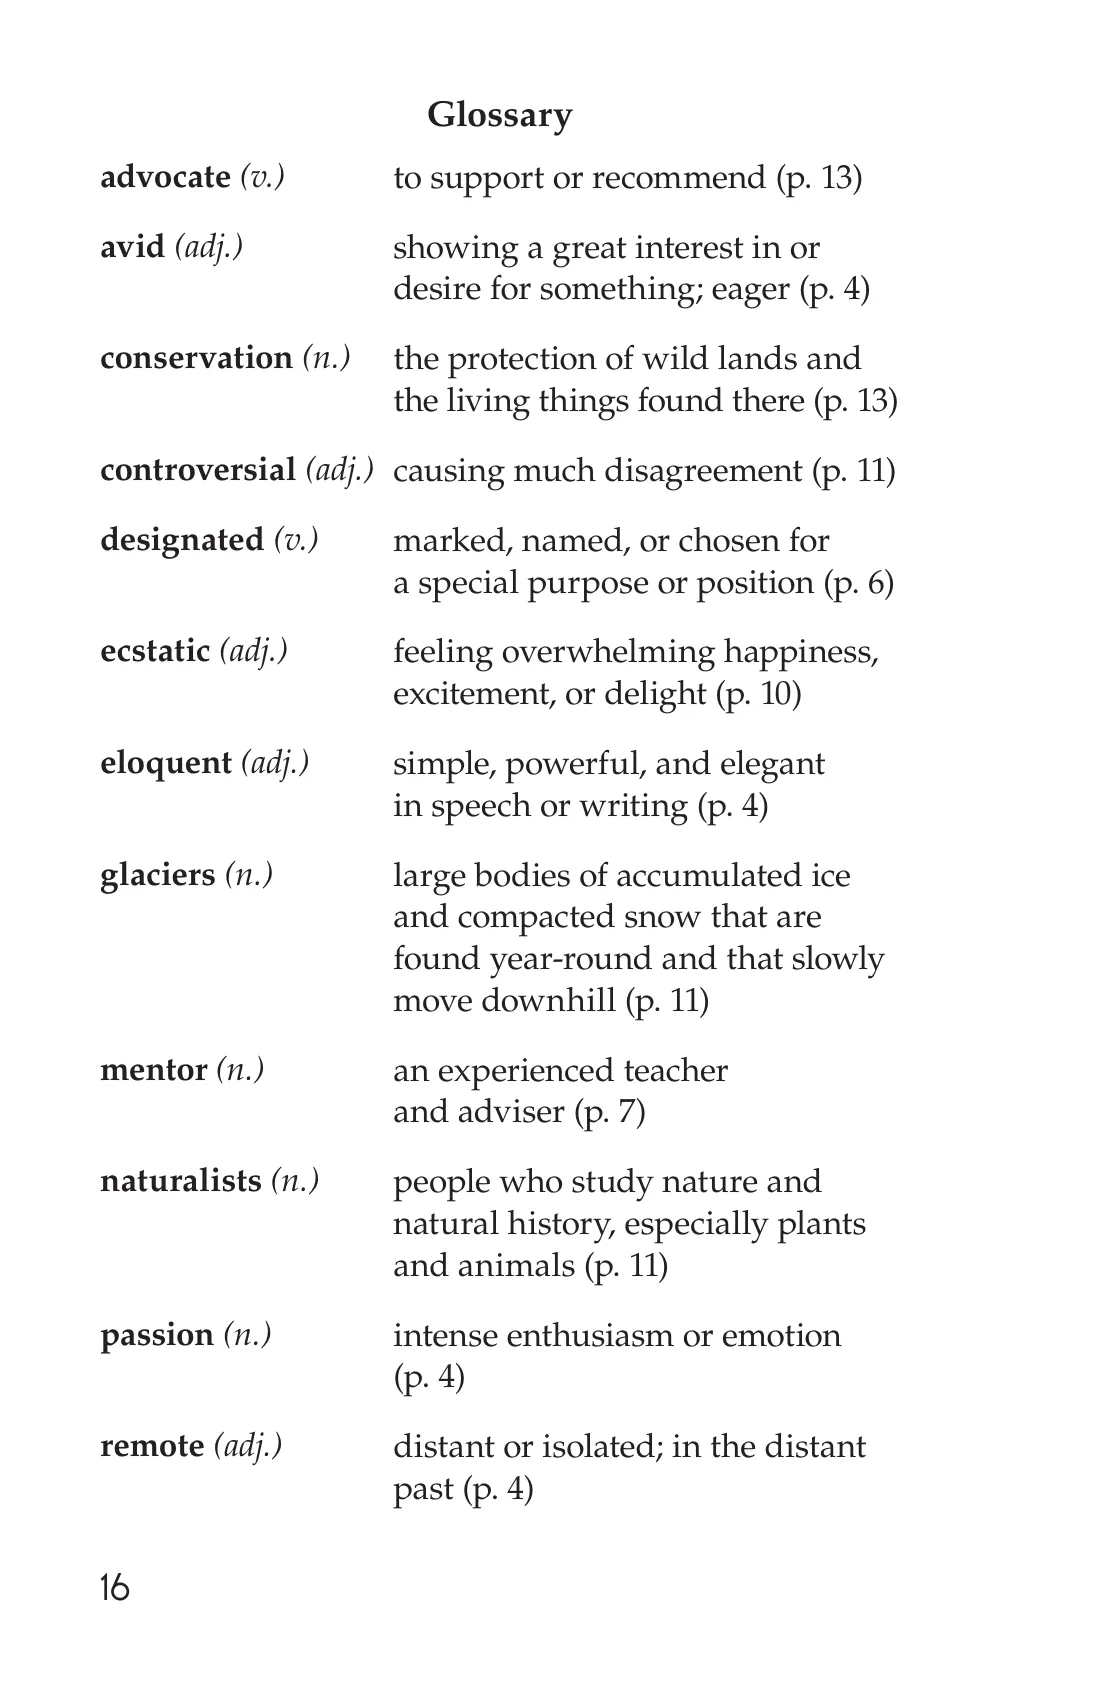 Glossary
advocate (v.) to support or recommend (p. 13)
avid (adj.) showing a great interest in or
desire for something; eager (p. 4)
conservation (n.) the protection of wild lands and
the living things found there (p. 13)
controversial (adj.) causing much disagreement (p. 11)
designated (v.) marked, named, or chosen for
a special purpose or position (p. 6)
ecstatic (adj.) feeling overwhelming happiness,
excitement, or delight (p. 10)
eloquent (adj.) simple, powerful, and elegant
in speech or writing (p. 4)
glaciers (n.) large bodies of accumulated ice
and compacted snow that are
found year-round and that slowly
move downhill (p. 11)
mentor (n.) an experienced teacher
and adviser (p. 7)
naturalists (n.) people who study nature and
natural history, especially plants
and animals (p. 11)
passion (n.) intense enthusiasm or emotion
(p. 4)
remote (adj.) distant or isolated; in the distant
past (p. 4)
16